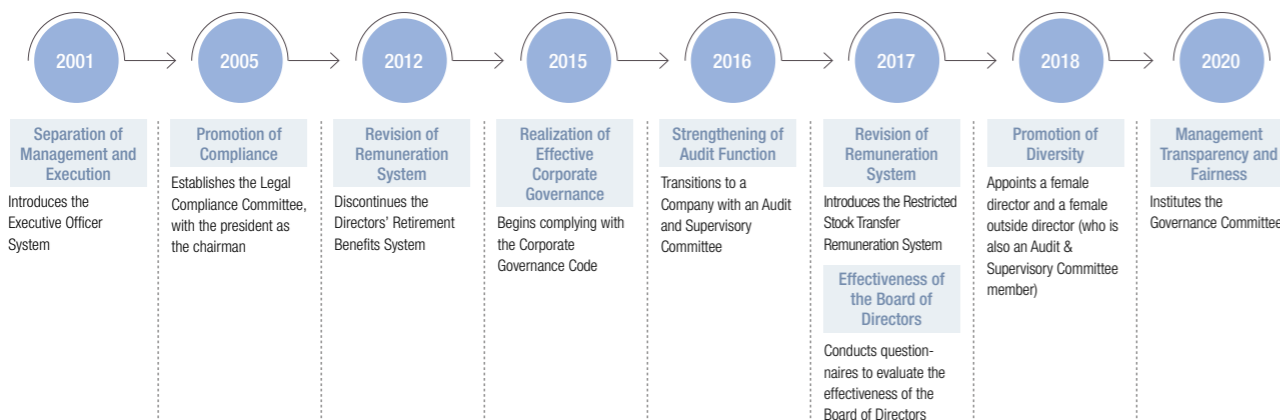 2001
2005
2012
2015
2016
2017
2018
2020
Separation of
Management and
Execution
Introduces the
Executive Officer
System
Promotion of
Compliance
Establishes the Legal
Compliance Committee,
with the president as
the chairman
Revision of
Remuneration
System
Discontinues the
Directors' Retirement
Benefits System
Realization of
Effective
Corporate
Governance
Begins complying with
the Corporate
Governance Code
Strengthening of
Audit Function
Transitions to a
Company with an Audit
and Supervisory
Committee
Revision of
Remuneration
System
Introduces the Restricted
Stock Transfer
Remuneration System
Effectiveness of
the Board of
Directors
Conducts question-
naires to evaluate the
effectiveness of the
Board of Directors
Promotion of
Diversity
Appoints a female
director and a female
outside director (who is
also an Audit &
Supervisory Committee
member)
Management
Transparency and
Fairness
Institutes the
Governance Committee